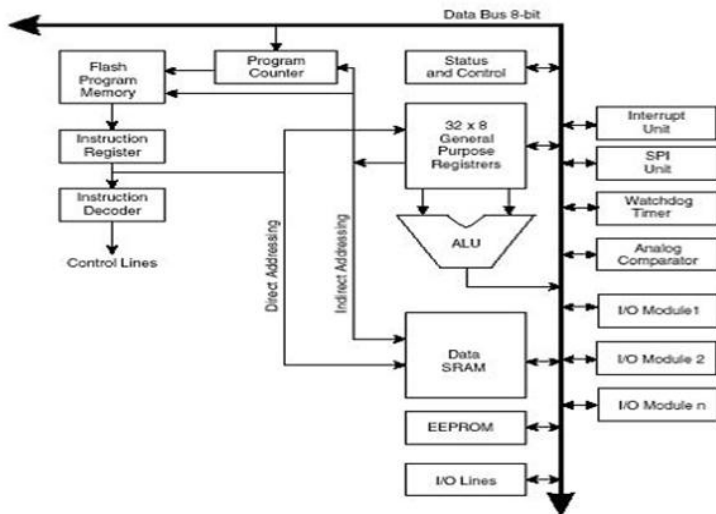 Data Bus 8-bit
Flash
Program
Memory
Program
Counter
Status
and Control
32 x 8
General
Purpose
Registrers
Instruction
Register
Instruction
Decoder
Control Lines
Direct Addressing
Indirect Addressing
ALU
Interrupt
Unit
SPI
Unit
Watchdog
Timer
Analog
Comparator
I/O Module1
Data
SRAM
I/O Module 2
I/O Module n
EEPROM
I/O Lines